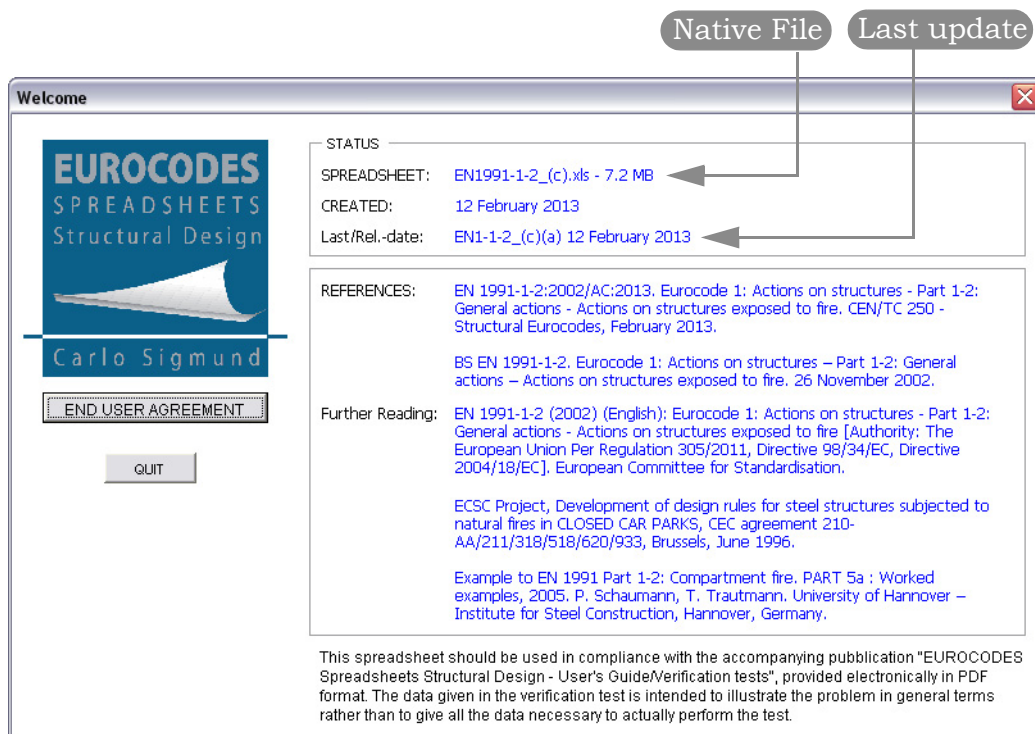 Native File
Last update
Welcome
EUROCODES
SPREADSHEETS
Structural Design
Carlo Sigmund
END USER AGREEMENT
QUIT
STATUS
SPREADSHEET: EN1991-1-2_(c).xls - 7.2 MB
CREATED: 12 February 2013
Last/Rel.-date: EN1-1-2_(c)(a) 12 February 2013
REFERENCES: EN 1991-1-2:2002/AC:2013. Eurocode 1: Actions on structures - Part 1-2:
General actions - Actions on structures exposed to fire. CEN/TC 250 -
Structural Eurocodes, February 2013.
BS EN 1991-1-2. Eurocode 1: Actions on structures – Part 1-2: General
actions – Actions on structures exposed to fire. 26 November 2002.
Further Reading: EN 1991-1-2 (2002) (English): Eurocode 1: Actions on structures - Part 1-2:
General actions - Actions on structures exposed to fire [Authority: The
European Union Per Regulation 305/2011, Directive 98/34/EC, Directive
2004/18/EC]. European Committee for Standardisation.
ECSC Project, Development of design rules for steel structures subjected to
natural fires in CLOSED CAR PARKS, CEC agreement 210-
AA/211/318/518/620/933, Brussels, June 1996.
Example to EN 1991 Part 1-2: Compartment fire. PART 5a : Worked
examples, 2005. P. Schaumann, T. Trautmann. University of Hannover –
Institute for Steel Construction, Hannover, Germany.
This spreadsheet should be used in compliance with the accompanying pubblication "EUROCODES
Spreadsheets Structural Design - User's Guide/Verification tests", provided electronically in PDF
format. The data given in the verification test is intended to illustrate the problem in general terms
rather than to give all the data necessary to actually perform the test.